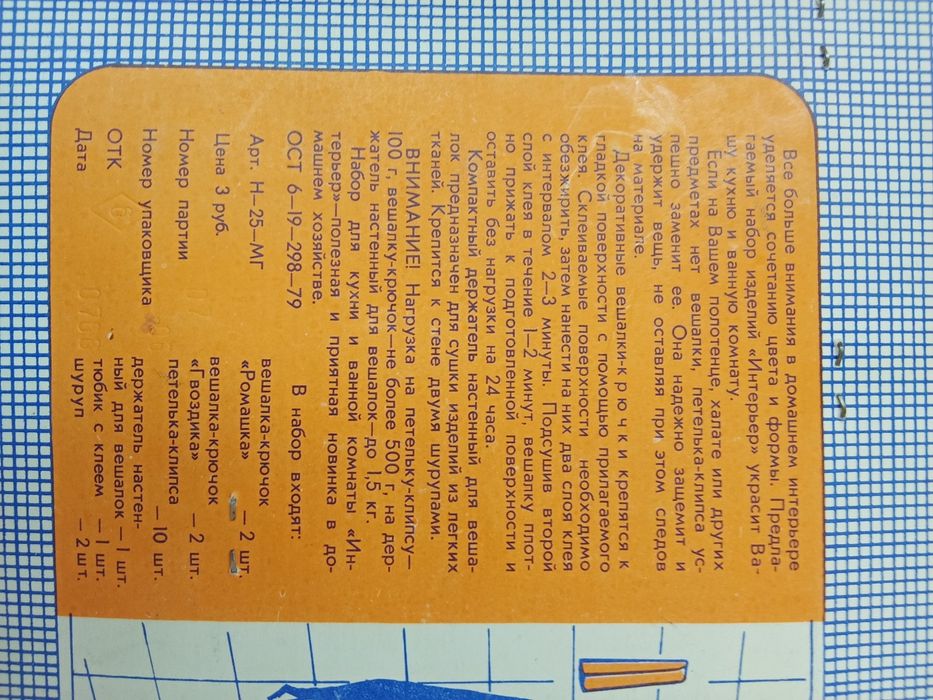 Все больше внимания в домашнем интерьере
уделяется сочетанию цвета и формы. Предла-
гаемый набор изделий «Интерьер» украсит Ва-
шу кухню и ванную комнату.
Если на Вашем полотенце, халате или других
предметах нет вешалки, петелька-клипса ус-
пешно заменит ее. Она надежно защемит и
удержит вещь, не оставляя при этом следов
на материале.
Декоративные вешалки-крючки крепятся к
гладкой поверхности с помощью прилагаемого
клея. Склеиваемые поверхности необходимо
обезжирить, затем нанести на них два слоя клея
с интервалом 2—3 минуты. Подсушив второй
слой клея в течение 1—2 минут, вешалку плот-
но прижать к подготовленной поверхности и
оставить без нагрузки на 24 часа.
Компактный держатель настенный для веша-
лок предназначен для сушки изделий из легких
тканей. Крепится к стене двумя шурупами.
ВНИМАНИЕ! Нагрузка на петельку-клипсу—
100 г, вешалку-крючок—не более 500 г, на дер-
жатель настенный для вешалок—до 1,5 кг.
Набор для кухни и ванной комнаты «Ин-
терьер»—полезная и приятная новинка в до-
машнем хозяйстве.
ОСТ 6—19—298—79
Арт. Н—25—МГ
Цена 3 руб.
Номер партии
Номер упаковщика
ОТК 6
Дата 0708
В набор входят:
вешалка-крючок
«Ромашка» — 2 шт.
вешалка-крючок
«Гвоздика» — 2 шт.
петелька-клипса — 10 шт.
держатель настен-
ный для вешалок — 1 шт.
тюбик с клеем — 1 шт.
шуруп — 2 шт.